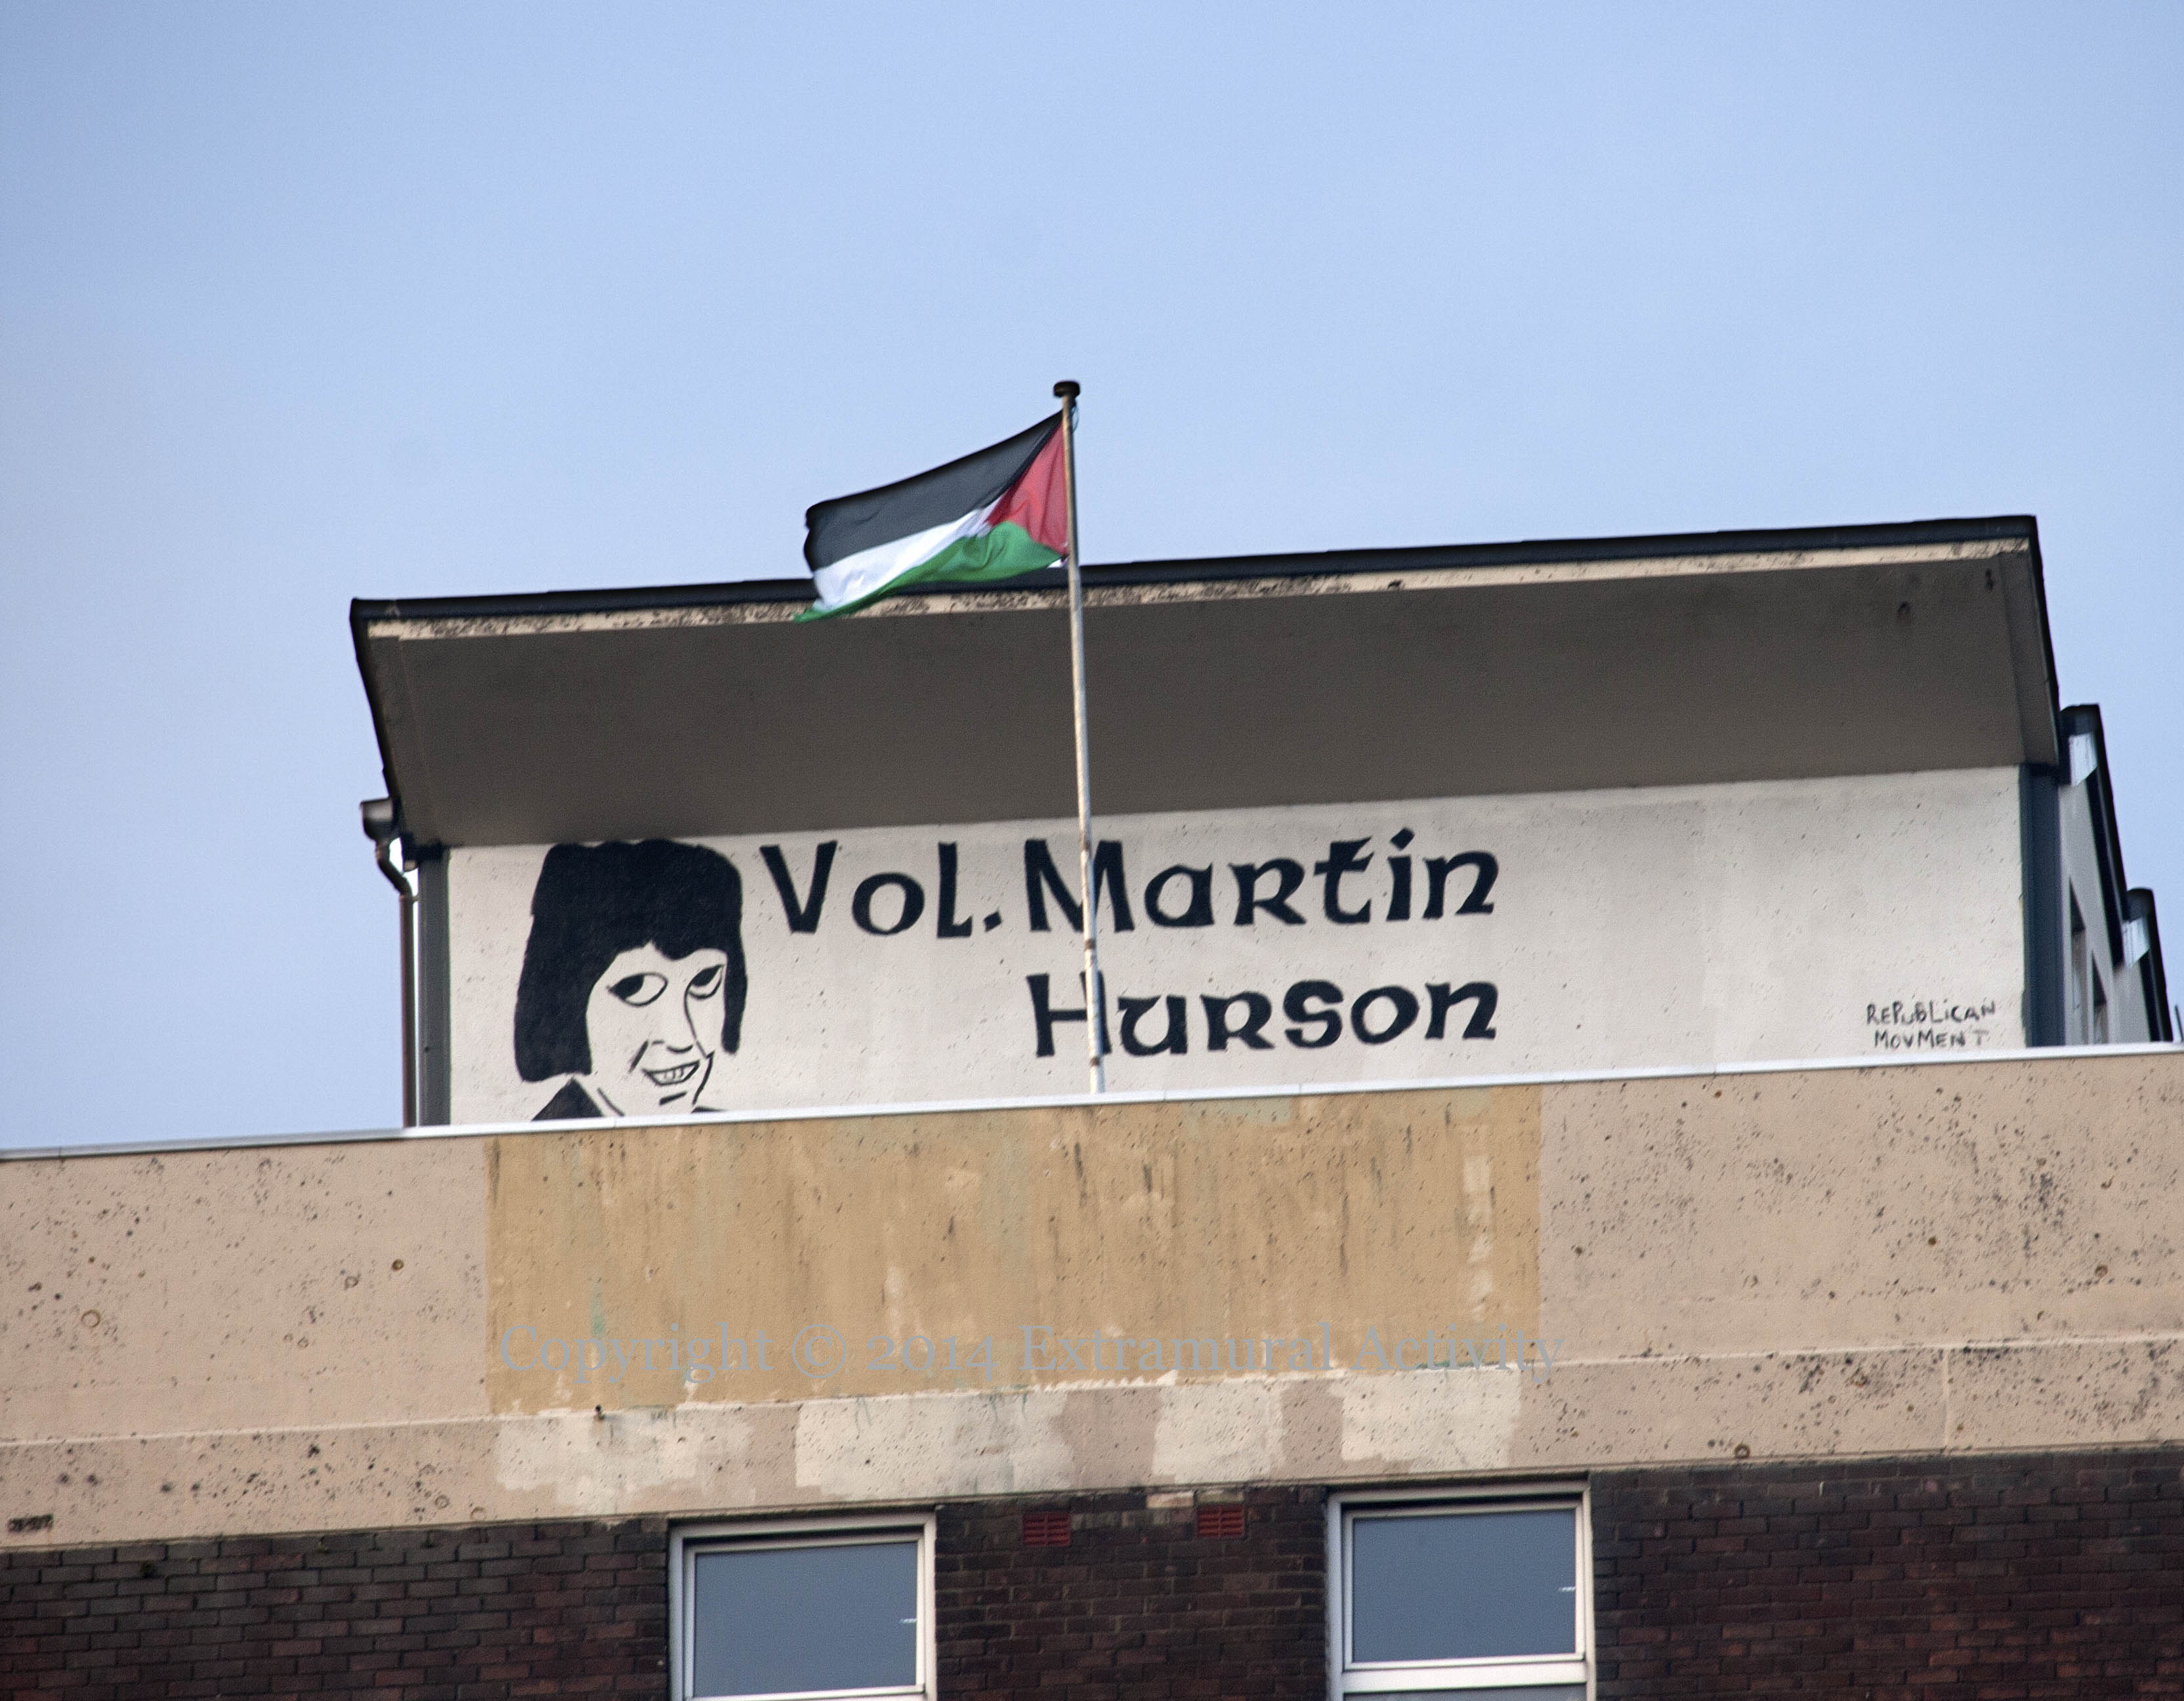 Vol. Martin
Hurson
REPUBLICAN
MOVMENT
Copyright © 2014 Extramural Activity